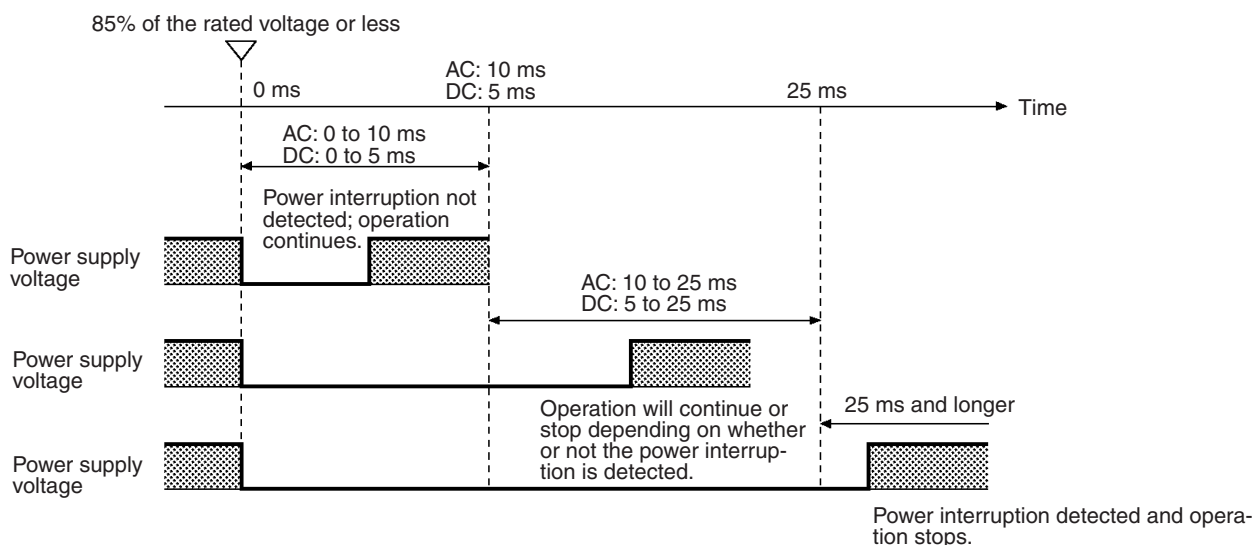 85% of the rated voltage or less
0 ms
AC: 10 ms
DC: 5 ms
25 ms
Time
AC: 0 to 10 ms
DC: 0 to 5 ms
Power interruption not
detected; operation
continues.
Power supply
voltage
AC: 10 to 25 ms
DC: 5 to 25 ms
Power supply
voltage
Operation will continue or
stop depending on whether
or not the power interrup-
tion is detected.
25 ms and longer
Power supply
voltage
Power interruption detected and opera-
tion stops.